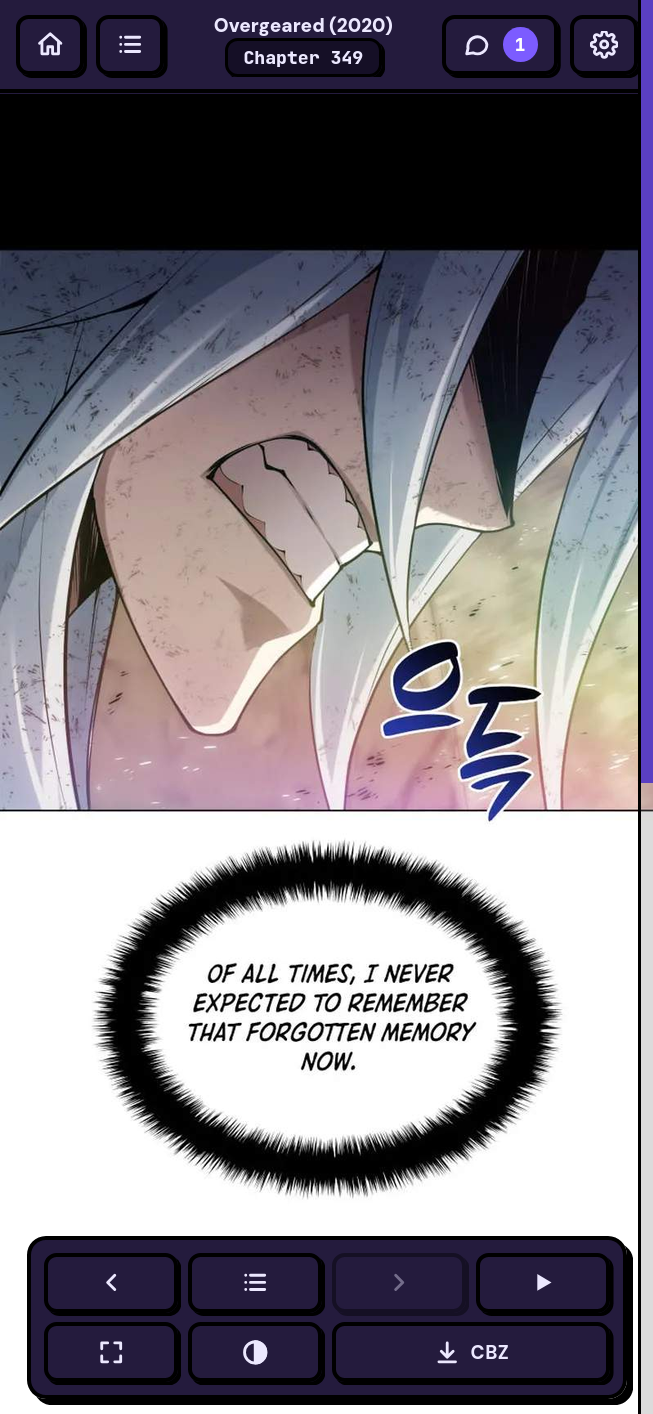 Overgeared (2020)
Chapter 349
1
으득
OF ALL TIMES, I NEVER
EXPECTED TO REMEMBER
THAT FORGOTTEN MEMORY
NOW.
CBZ